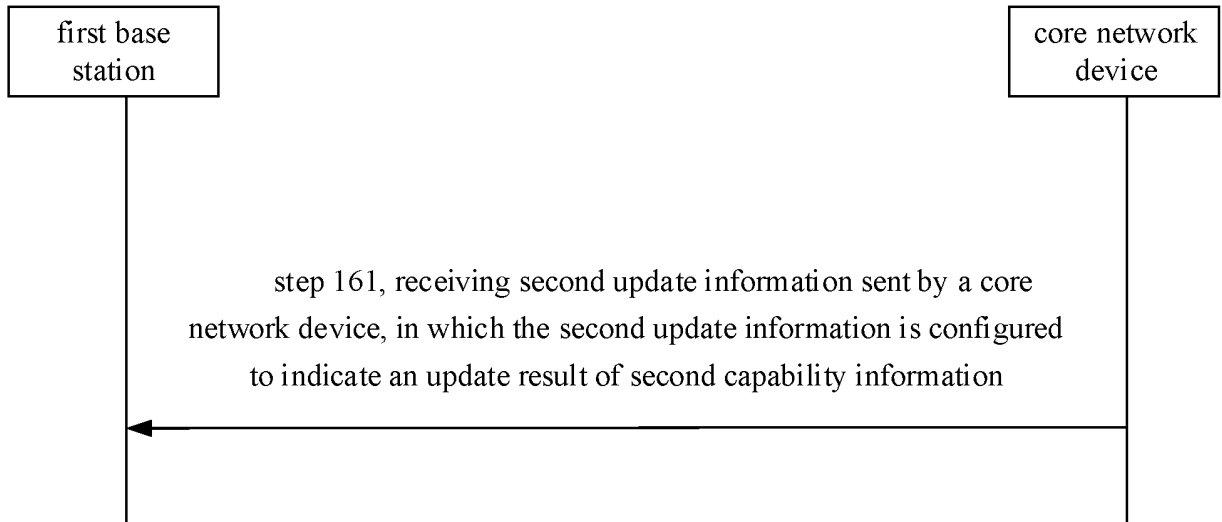 first base
station
core network
device
step 161, receiving second update information sent by a core
network device, in which the second update information is configured
to indicate an update result of second capability information